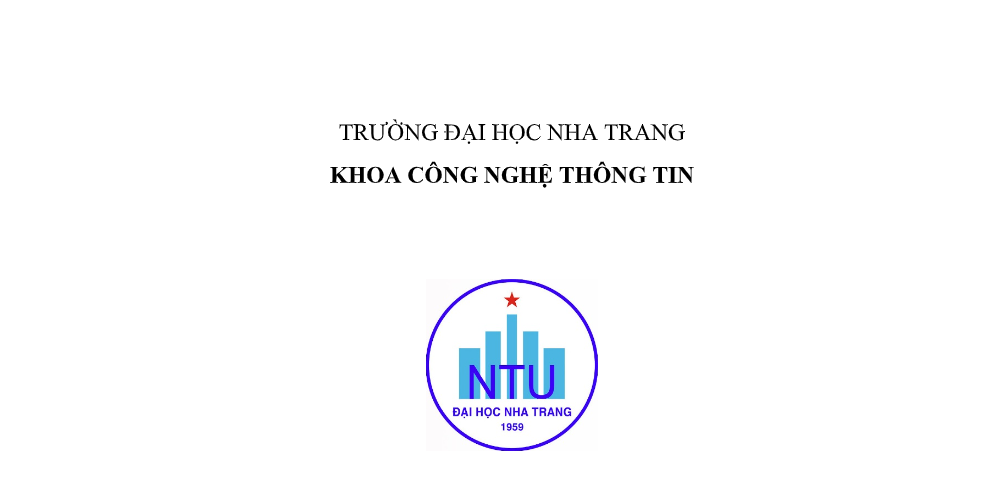 TRƯỜNG ĐẠI HỌC NHA TRANG
KHOA CÔNG NGHỆ THÔNG TIN
NTU
ĐẠI HỌC NHA TRANG
1959